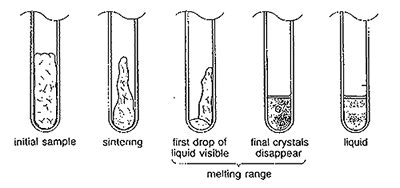 initial sample
sintering
first drop of
liquid visible
final crystals
disappear
liquid
melting range